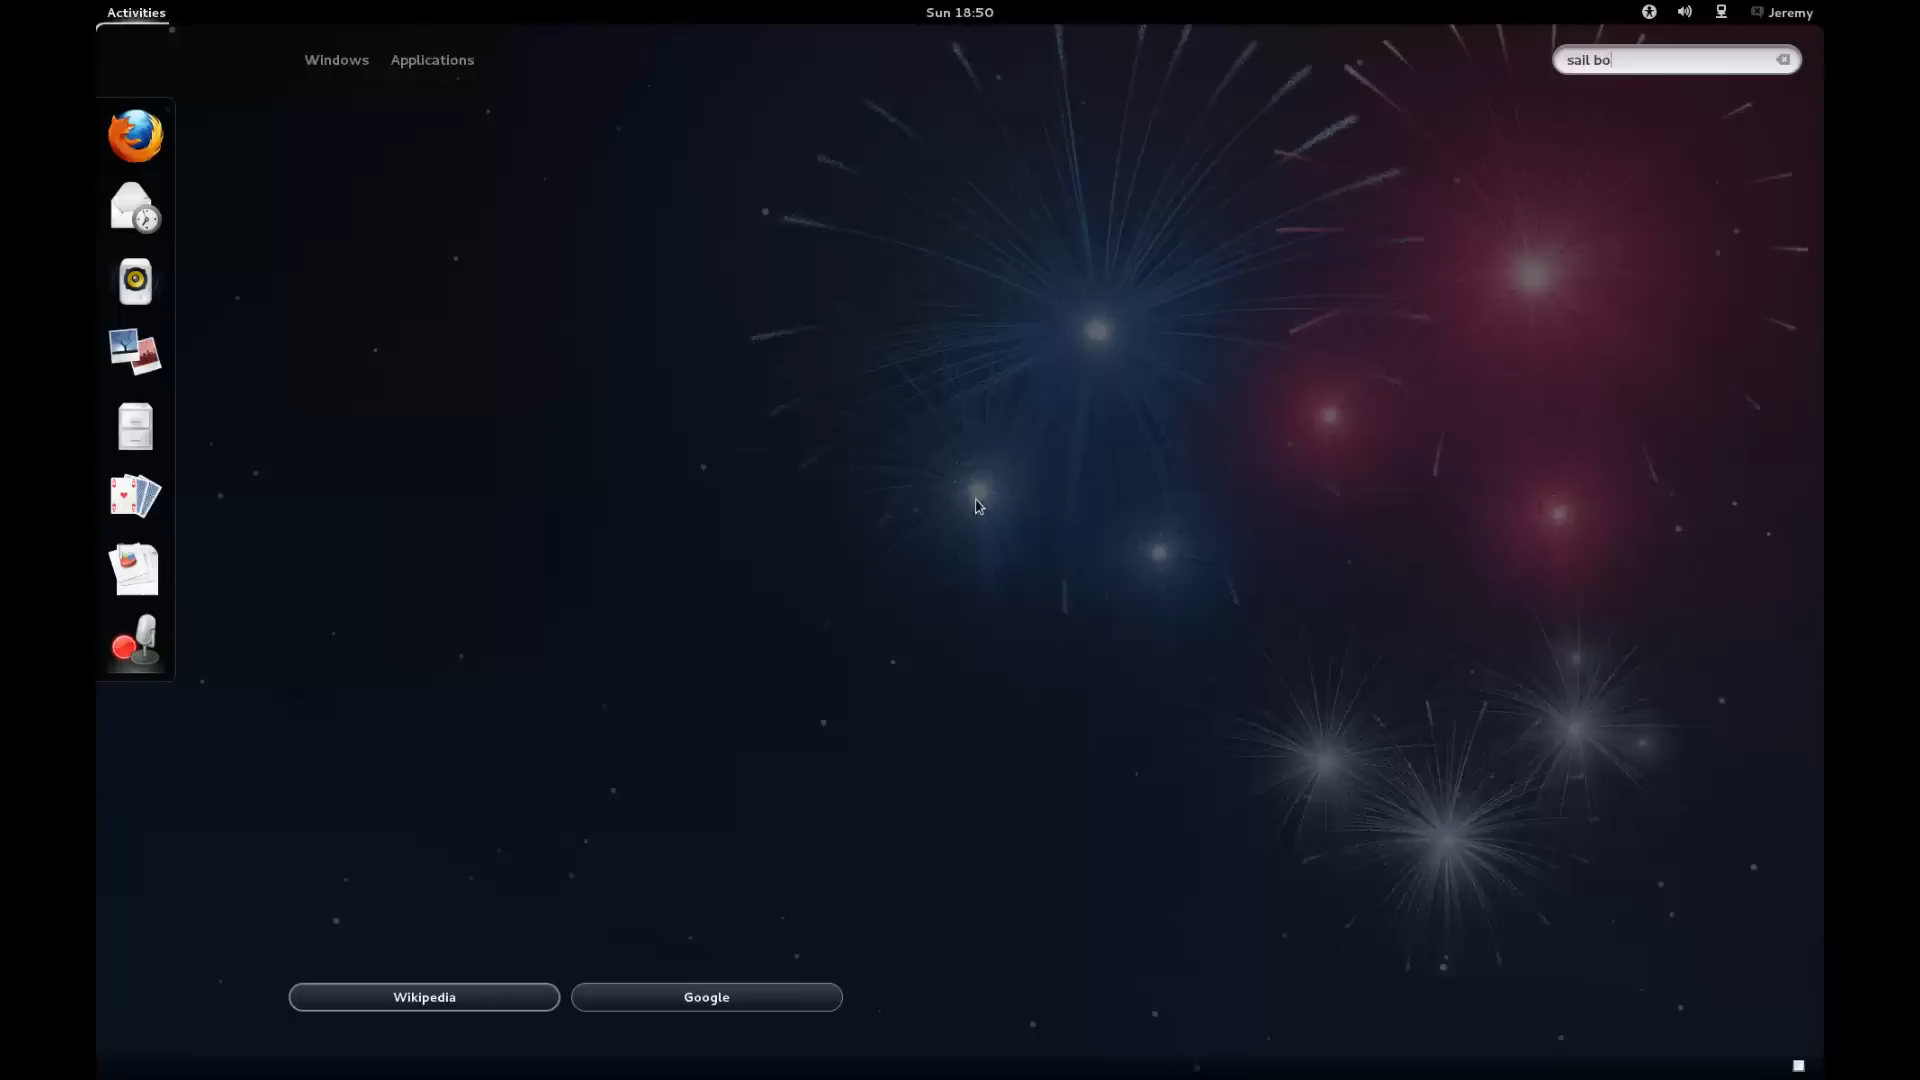 Activities
Sun 18:50
Jeremy
Windows
Applications
sail bo
Wikipedia
Google